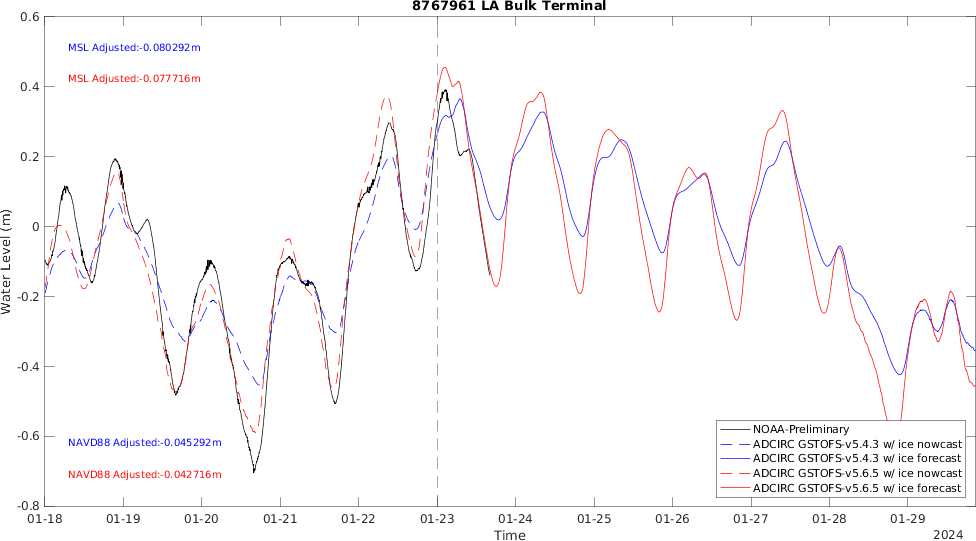 8767961 LA Bulk Terminal
MSL Adjusted:-0.080292m
MSL Adjusted:-0.077716m
NAVD88 Adjusted:-0.045292m
NAVD88 Adjusted:-0.042716m
Water Level (m)
0.6
0.4
0.2
0
-0.2
-0.4
-0.6
-0.8
NOAA-Preliminary
ADCIRC GSTOFS-v5.4.3 w/ ice nowcast
ADCIRC GSTOFS-v5.4.3 w/ ice forecast
ADCIRC GSTOFS-v5.6.5 w/ ice nowcast
ADCIRC GSTOFS-v5.6.5 w/ ice forecast
01-18 01-19 01-20 01-21 01-22 01-23 01-24 01-25 01-26 01-27 01-28 01-29
Time
2024